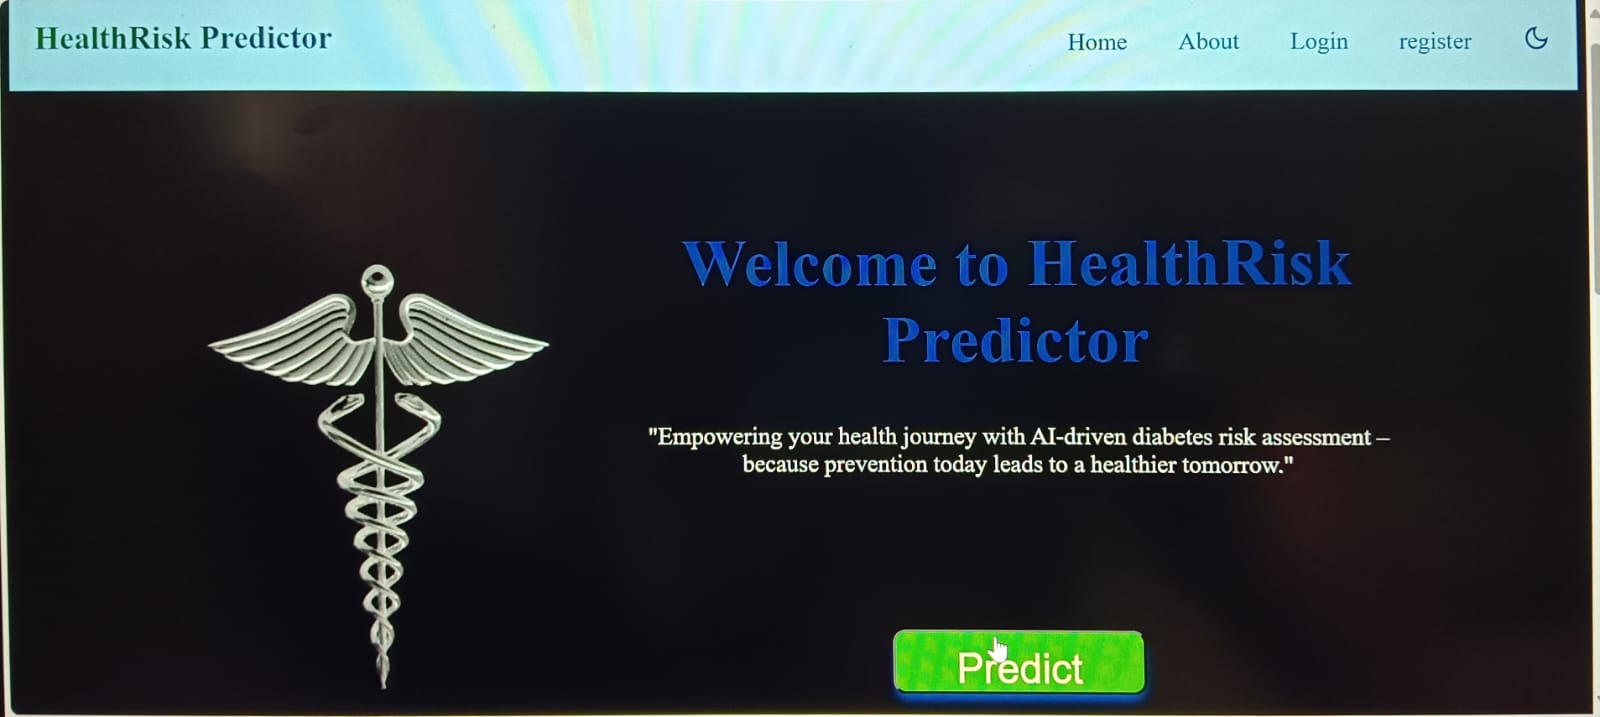 HealthRisk Predictor
Home About Login register
Welcome to HealthRisk
Predictor
"Empowering your health journey with AI-driven diabetes risk assessment –
because prevention today leads to a healthier tomorrow."
Predict